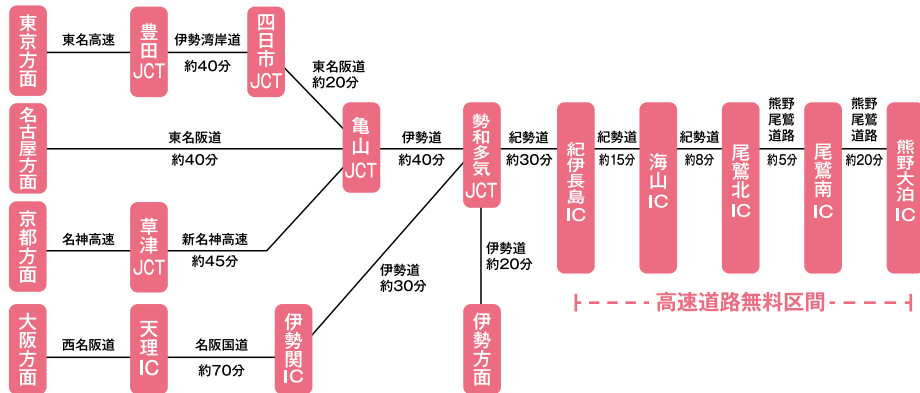 東京方面
東名高速
豊田JCT
伊勢湾岸道
約40分
四日市JCT
東名阪道
約20分
名古屋方面
東名阪道
約40分
亀山JCT
伊勢道
約40分
勢和多気JCT
紀勢道
約30分
紀伊長島IC
紀勢道
約15分
海山IC
紀勢道
約8分
尾鷲北IC
熊野
尾鷲
道路
約5分
尾鷲南IC
熊野
尾鷲
道路
約20分
熊野大泊IC
京都方面
名神高速
草津JCT
新名神高速
約45分
伊勢道
約30分
伊勢道
約20分
高速道路無料区間
大阪方面
西名阪道
天理IC
名阪国道
約70分
伊勢関IC
伊勢方面